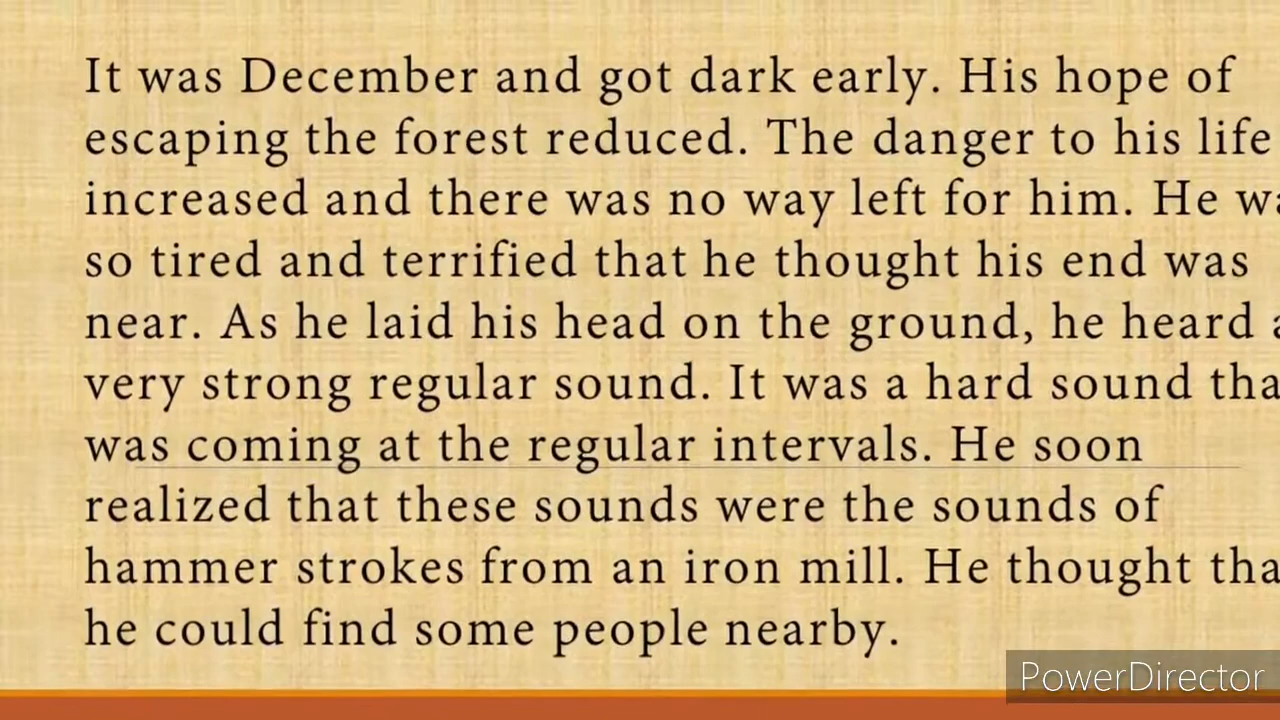 It was December and got dark early. His hope of
escaping the forest reduced. The danger to his life
increased and there was no way left for him. He wa
so tired and terrified that he thought his end was
near. As he laid his head on the ground, he heard a
very strong regular sound. It was a hard sound tha
was coming at the regular intervals. He soon
realized that these sounds were the sounds of
hammer strokes from an iron mill. He thought tha
he could find some people nearby.
PowerDirector